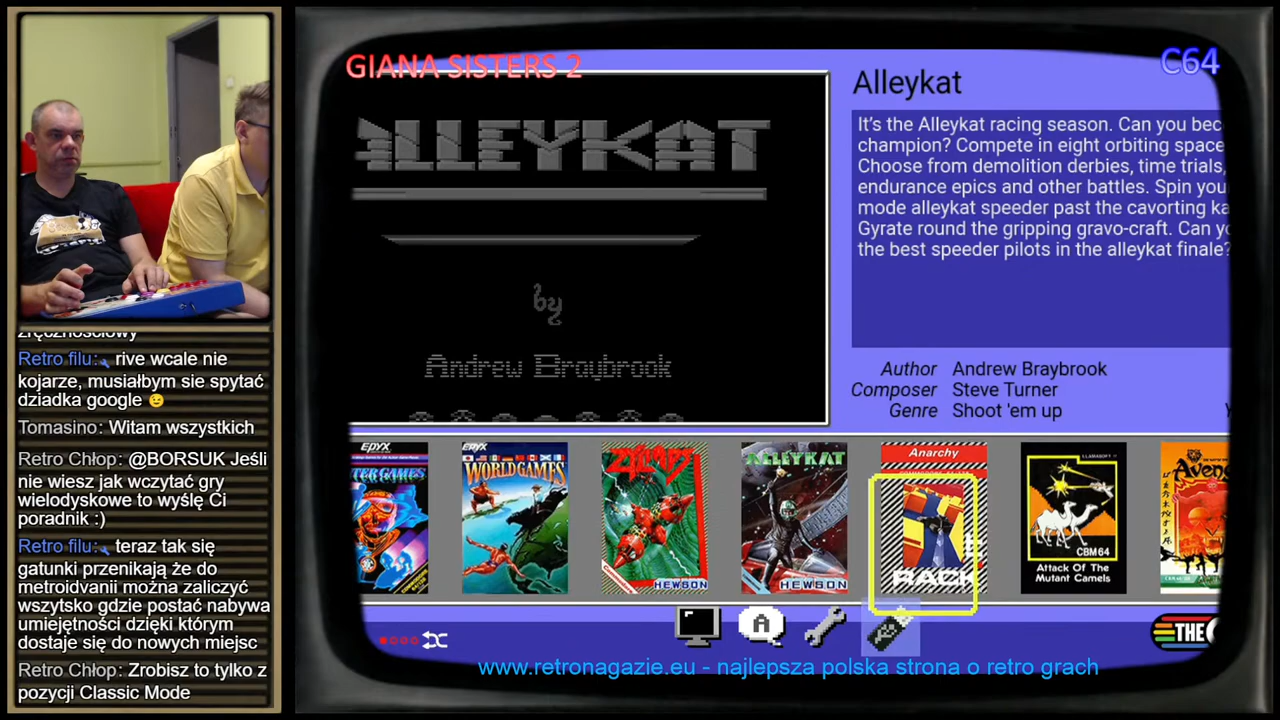 GIANA SISTERS 2
C64
ALLEYKAT
by
Andrew Braybrook
Alleykat
It's the Alleykat racing season. Can you bec
champion? Compete in eight orbiting space
Choose from demolition derbies, time trials,
endurance epics and other battles. Spin you
mode alleykat speeder past the cavorting ka
Gyrate round the gripping gravo-craft. Can yo
the best speeder pilots in the alleykat finale?
Author Andrew Braybrook
Composer Steve Turner
Genre Shoot 'em up
zręcznościowy
Retro filu: rive wcale nie
kojarze, musiałbym sie spytać
dziadka google
Tomasino: Witam wszystkich
Retro Chłop: @BORSUK Jeśli
nie wiesz jak wczytać gry
wielodyskowe to wyślę Ci
poradnik :)
Retro filu: teraz tak się
gatunki przenikają że do
metroidvanii można zaliczyć
wszytsko gdzie postać nabywa
umiejętności dzięki którym
dostaje się do nowych miejsc
Retro Chłop: Zrobisz to tylko z
pozycji Classic Mode
EPYX
TER GAMES
EPYX
WORLD GAMES
ZYNAPS
HEWSON
ALLEYKAT
HEWSON
Anarchy
RACK
LLAMASOFT
CBM64
Attack Of The
Mutant Camels
Aven
A
THE
www.retronagazie.eu - najlepsza polska strona o retro grach